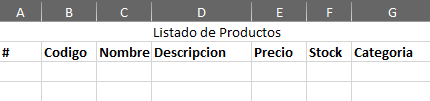 A B C D E F G
Listado de Productos
# Codigo Nombre Descripcion Precio Stock Categoria